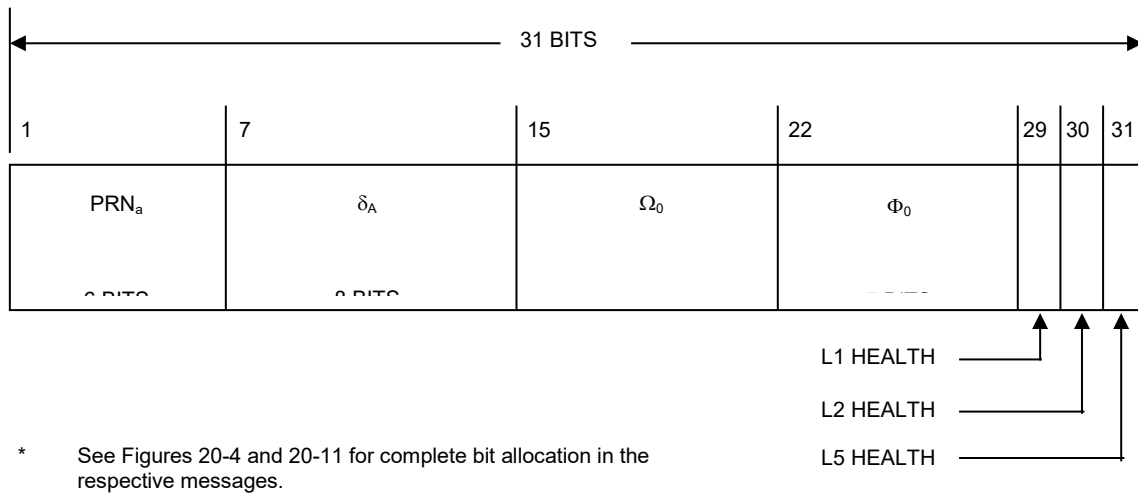 31 BITS
1 7 15 22 29 30 31
PRNₐ δ_A Ω₀ Φ₀
L1 HEALTH
L2 HEALTH
* See Figures 20-4 and 20-11 for complete bit allocation in the
respective messages.
L5 HEALTH